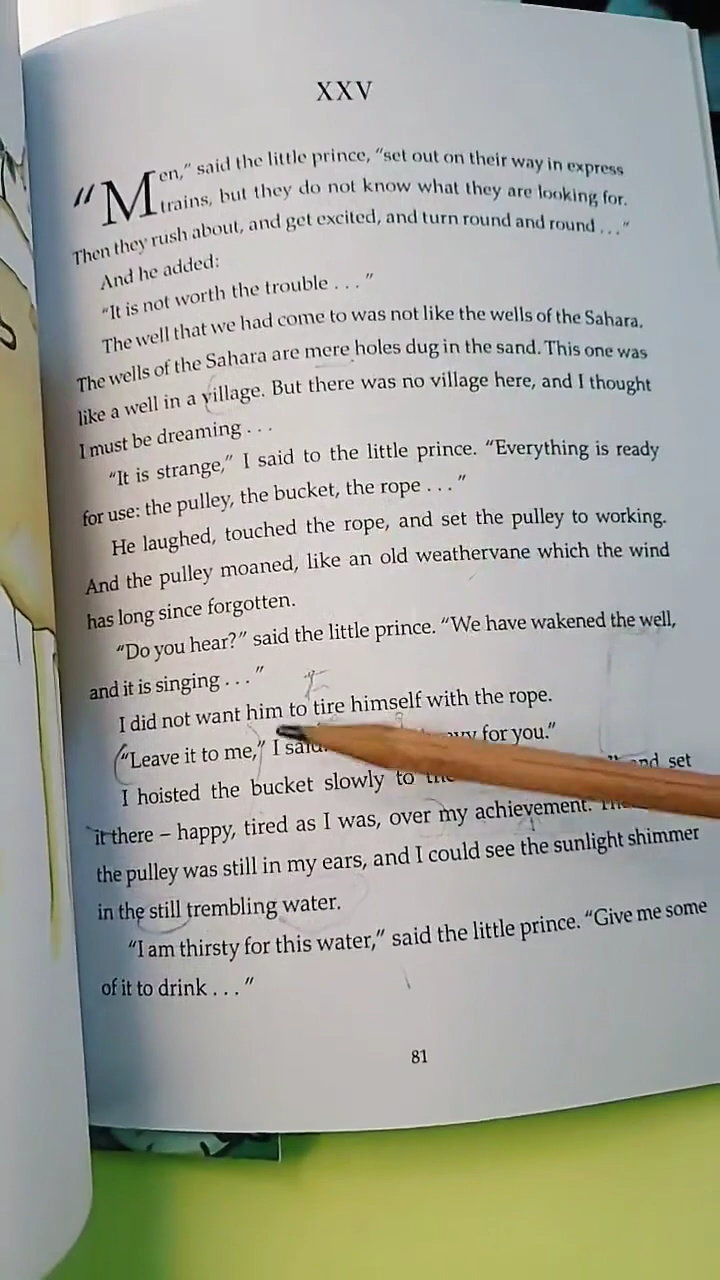 XXV
"Men," said the little prince, "set out on their way in express
trains, but they do not know what they are looking for.
Then they rush about, and get excited, and turn round and round . . ."
And he added:
"It is not worth the trouble . . ."
The well that we had come to was not like the wells of the Sahara.
The wells of the Sahara are mere holes dug in the sand. This one was
like a well in a village. But there was no village here, and I thought
I must be dreaming . . .
"It is strange," I said to the little prince. "Everything is ready
for use: the pulley, the bucket, the rope . . ."
He laughed, touched the rope, and set the pulley to working.
And the pulley moaned, like an old weathervane which the wind
has long since forgotten.
"Do you hear?" said the little prince. "We have wakened the well,
and it is singing . . ."
I did not want him to tire himself with the rope.
"Leave it to me," I said. for you."
I hoisted the bucket slowly to the and set
it there – happy, tired as I was, over my achievement.
the pulley was still in my ears, and I could see the sunlight shimmer
in the still trembling water.
"I am thirsty for this water," said the little prince. "Give me some
of it to drink . . ."
81